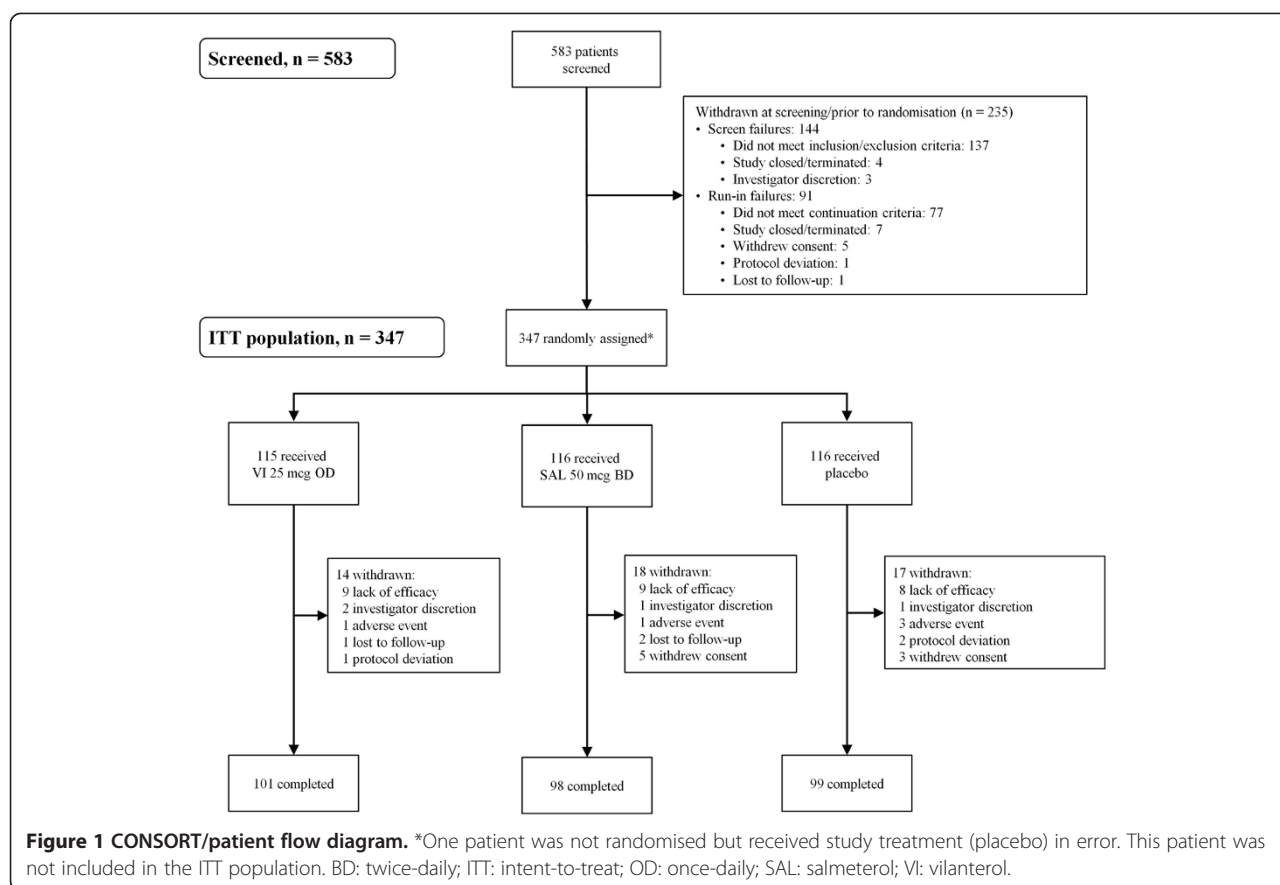 Screened, n = 583
583 patients
screened
Withdrawn at screening/prior to randomisation (n = 235)
• Screen failures: 144
• Did not meet inclusion/exclusion criteria: 137
• Study closed/terminated: 4
• Investigator discretion: 3
• Run-in failures: 91
• Did not meet continuation criteria: 77
• Study closed/terminated: 7
• Withdrew consent: 5
• Protocol deviation: 1
• Lost to follow-up: 1
ITT population, n = 347
347 randomly assigned*
115 received
VI 25 mcg OD
116 received
SAL 50 mcg BD
116 received
placebo
14 withdrawn:
9 lack of efficacy
2 investigator discretion
1 adverse event
1 lost to follow-up
1 protocol deviation
18 withdrawn:
9 lack of efficacy
1 investigator discretion
1 adverse event
2 lost to follow-up
5 withdrew consent
17 withdrawn:
8 lack of efficacy
1 investigator discretion
3 adverse event
2 protocol deviation
3 withdrew consent
101 completed
98 completed
99 completed
Figure 1 CONSORT/patient flow diagram. *One patient was not randomised but received study treatment (placebo) in error. This patient was
not included in the ITT population. BD: twice-daily; ITT: intent-to-treat; OD: once-daily; SAL: salmeterol; VI: vilanterol.